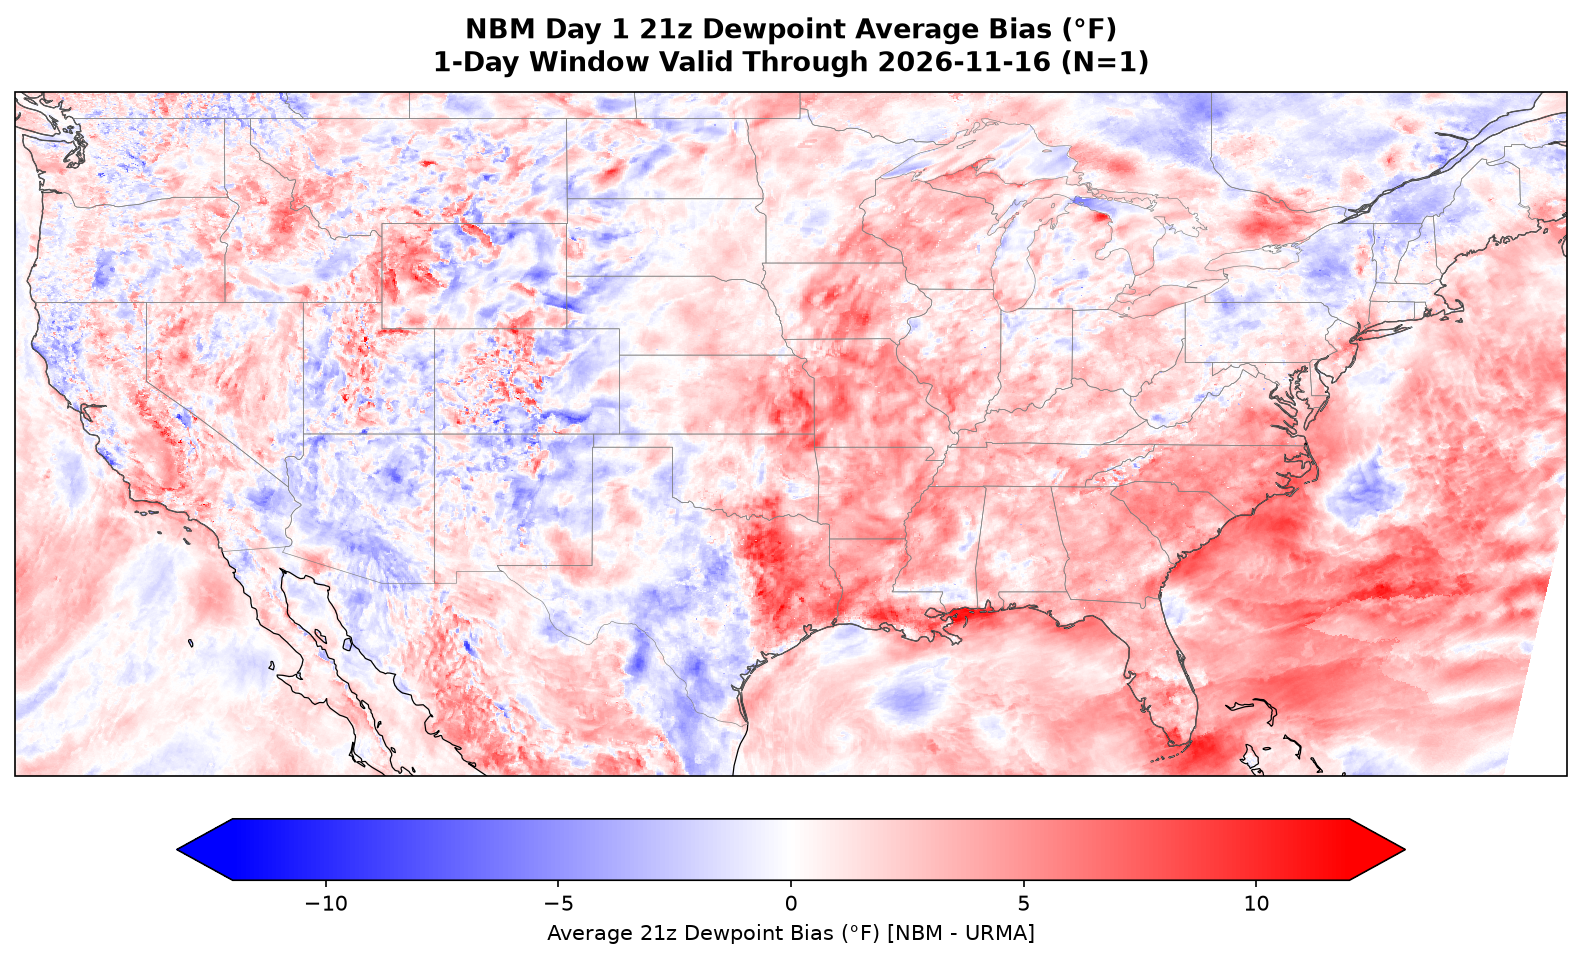 NBM Day 1 21z Dewpoint Average Bias (°F)
1-Day Window Valid Through 2026-11-16 (N=1)
−10 −5 0 5 10
Average 21z Dewpoint Bias (°F) [NBM - URMA]